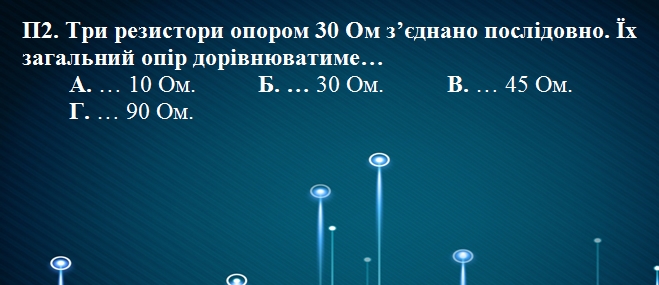 П2. Три резистори опором 30 Ом з’єднано послідовно. Їх
загальний опір дорівнюватиме…
А. … 10 Ом. Б. … 30 Ом. В. … 45 Ом.
Г. … 90 Ом.